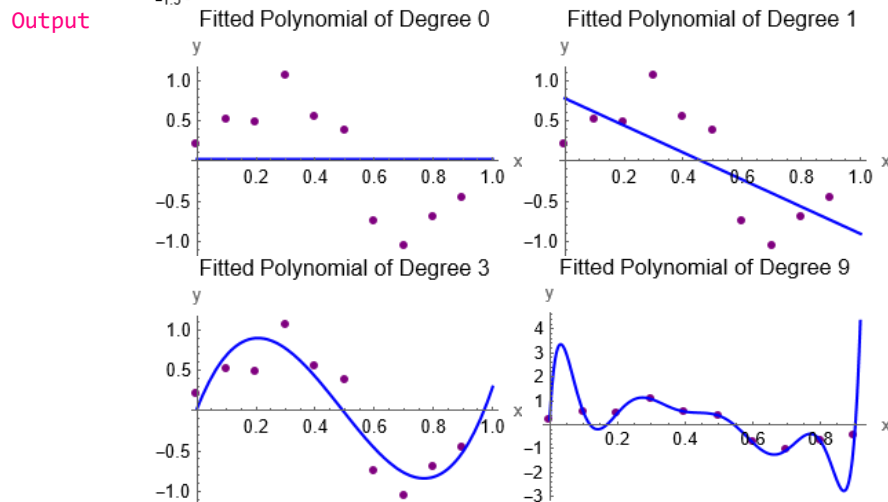 −1.5
Output
Fitted Polynomial of Degree 0
y
1.0
0.5
−0.5
−1.0
0.2 0.4 0.6 0.8 1.0 x
Fitted Polynomial of Degree 1
y
1.0
0.5
−0.5
−1.0
0.2 0.4 0.6 0.8 1.0 x
Fitted Polynomial of Degree 3
y
1.0
0.5
−0.5
−1.0
0.2 0.4 0.6 0.8 1.0 x
Fitted Polynomial of Degree 9
y
4
3
2
1
−1
−2
−3
0.2 0.4 0.6 0.8 x